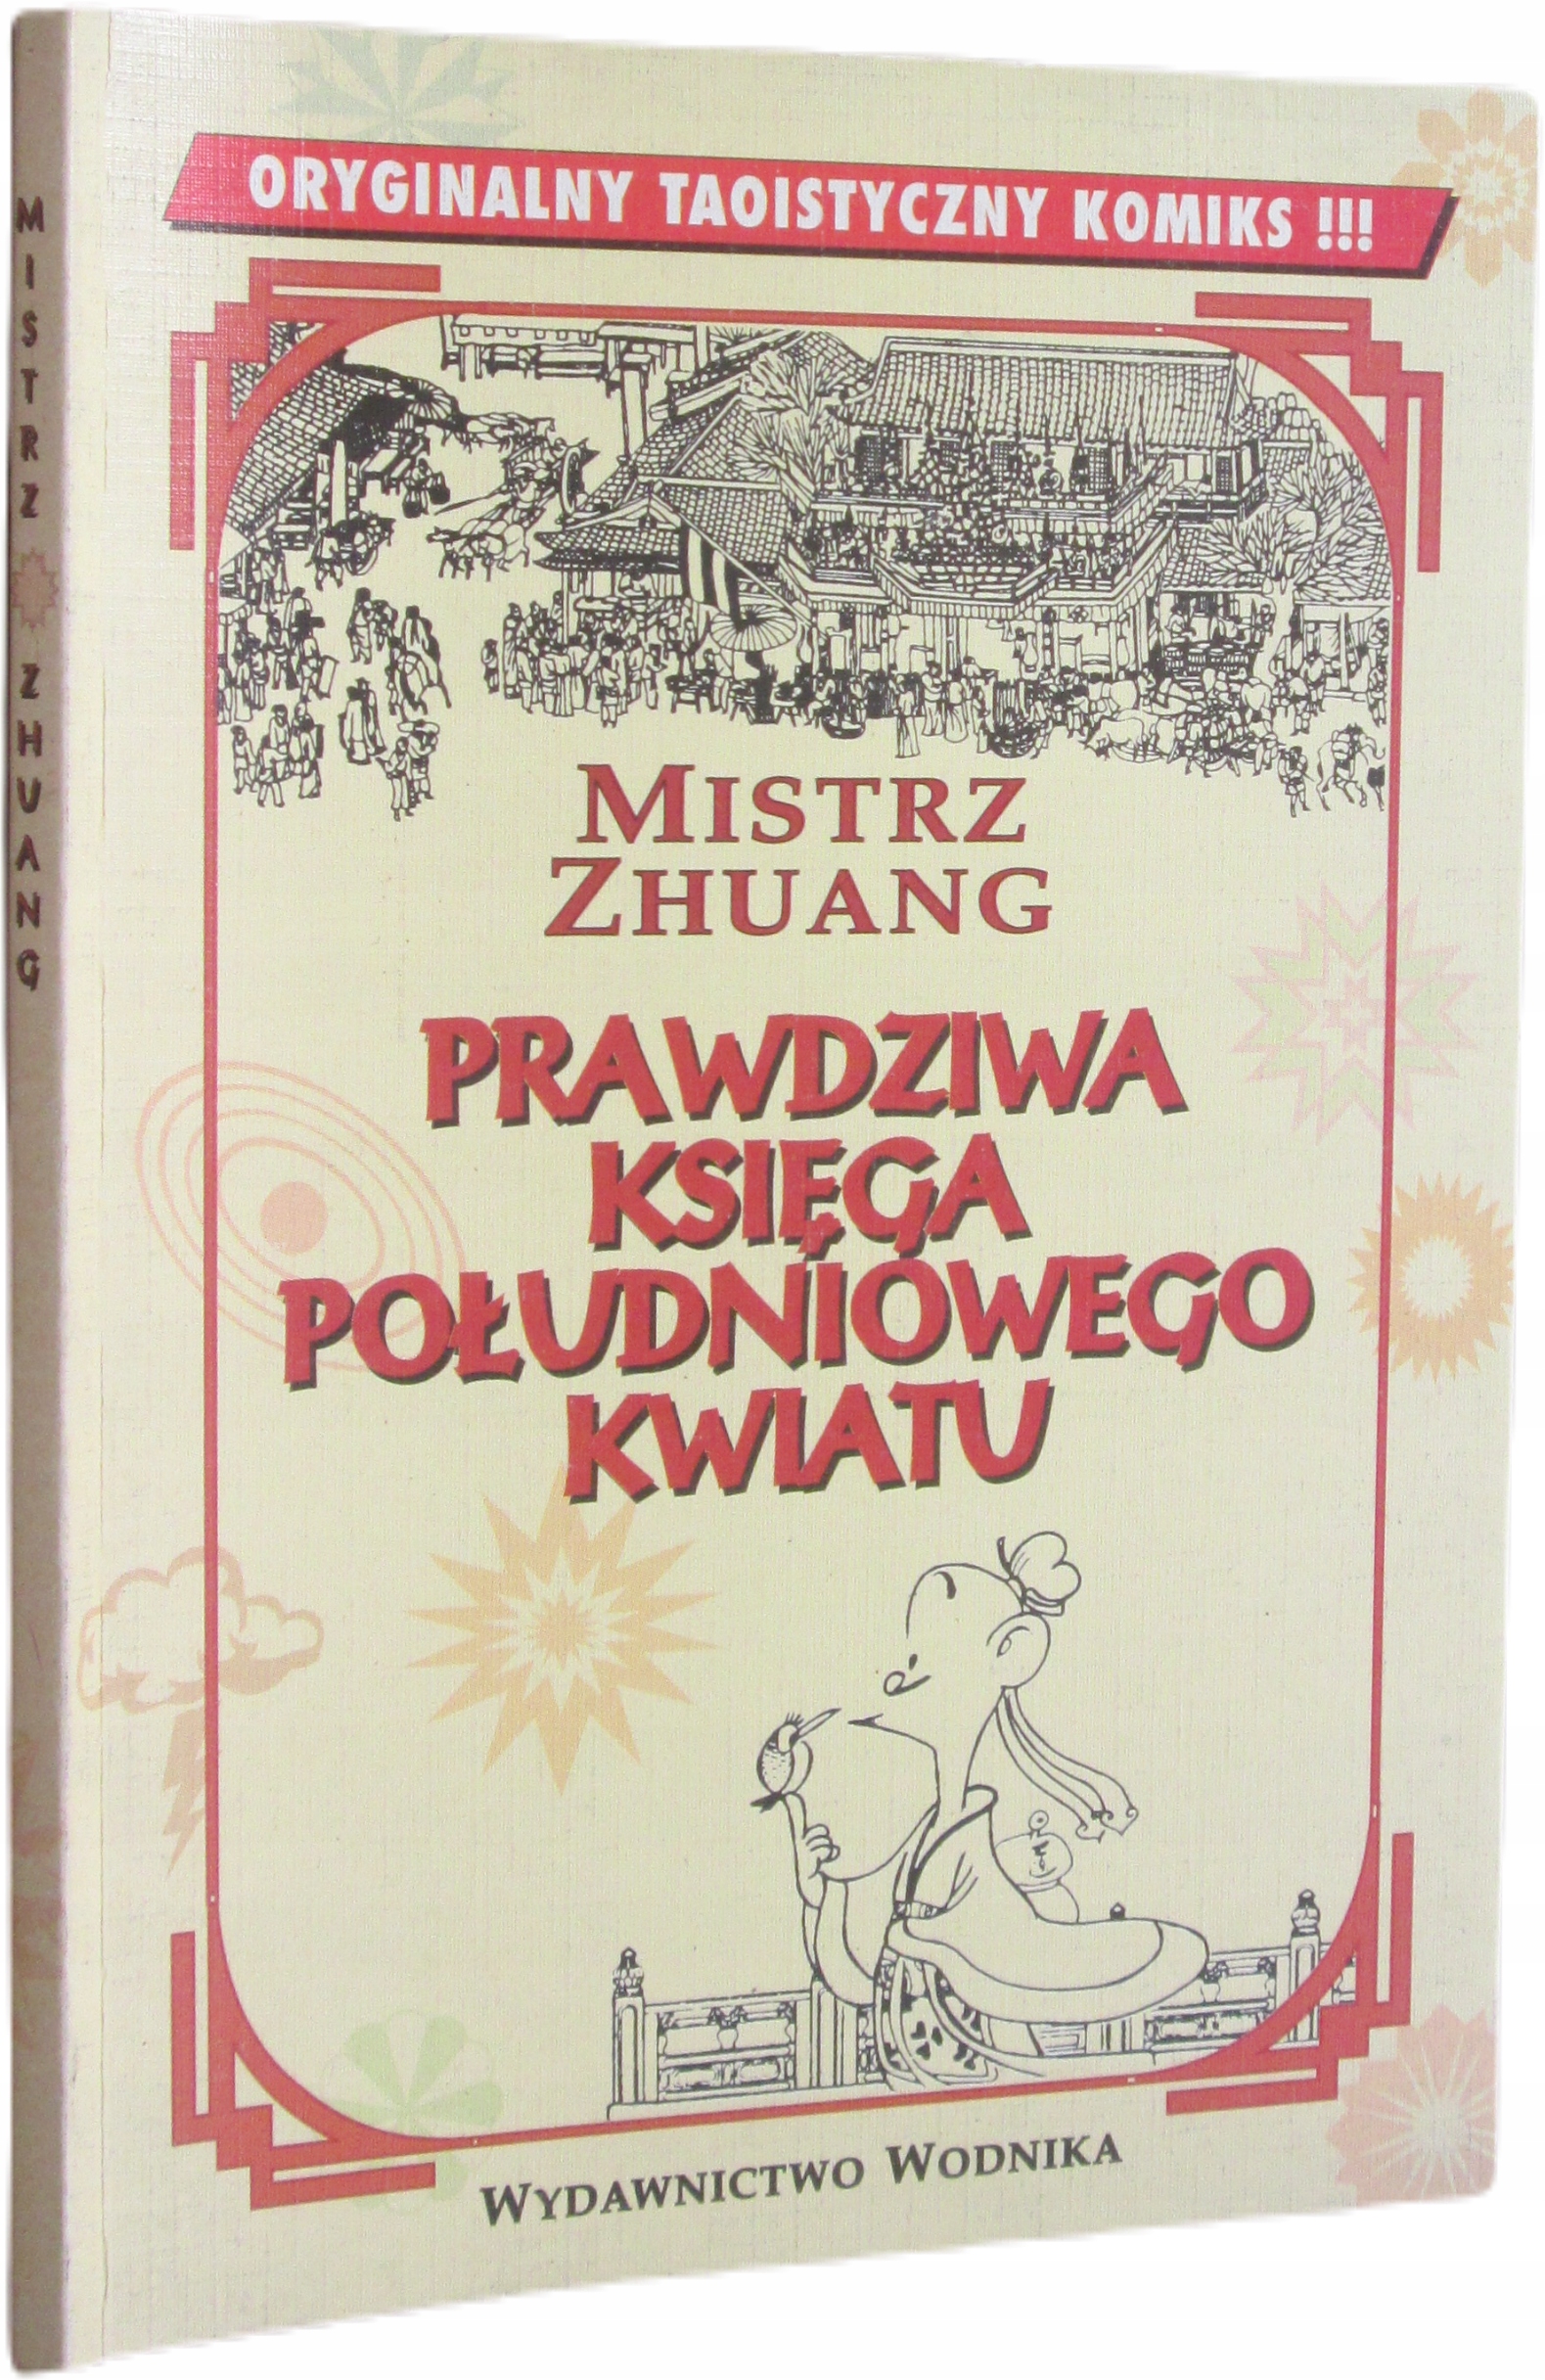 MISTRZ ZHUANG
ORYGINALNY TAOISTYCZNY KOMIKS !!!
MISTRZ
ZHUANG
PRAWDZIWA
KSIĘGA
POŁUDNIOWEGO
KWIATU
WYDAWNICTWO WODNIKA